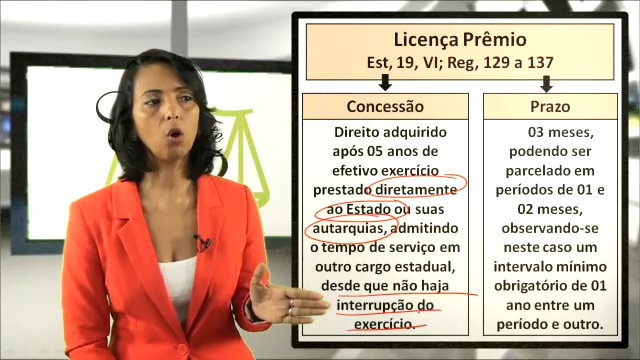 Licença Prêmio
Est, 19, VI; Reg, 129 a 137
Concessão
Direito adquirido
após 05 anos de
efetivo exercício
prestado diretamente
ao Estado ou suas
autarquias, admitindo
o tempo de serviço em
outro cargo estadual,
desde que não haja
interrupção do
exercício.
Prazo
03 meses,
podendo ser
parcelado em
períodos de 01 e
02 meses,
observando-se
neste caso um
intervalo mínimo
obrigatório de 01
ano entre um
período e outro.